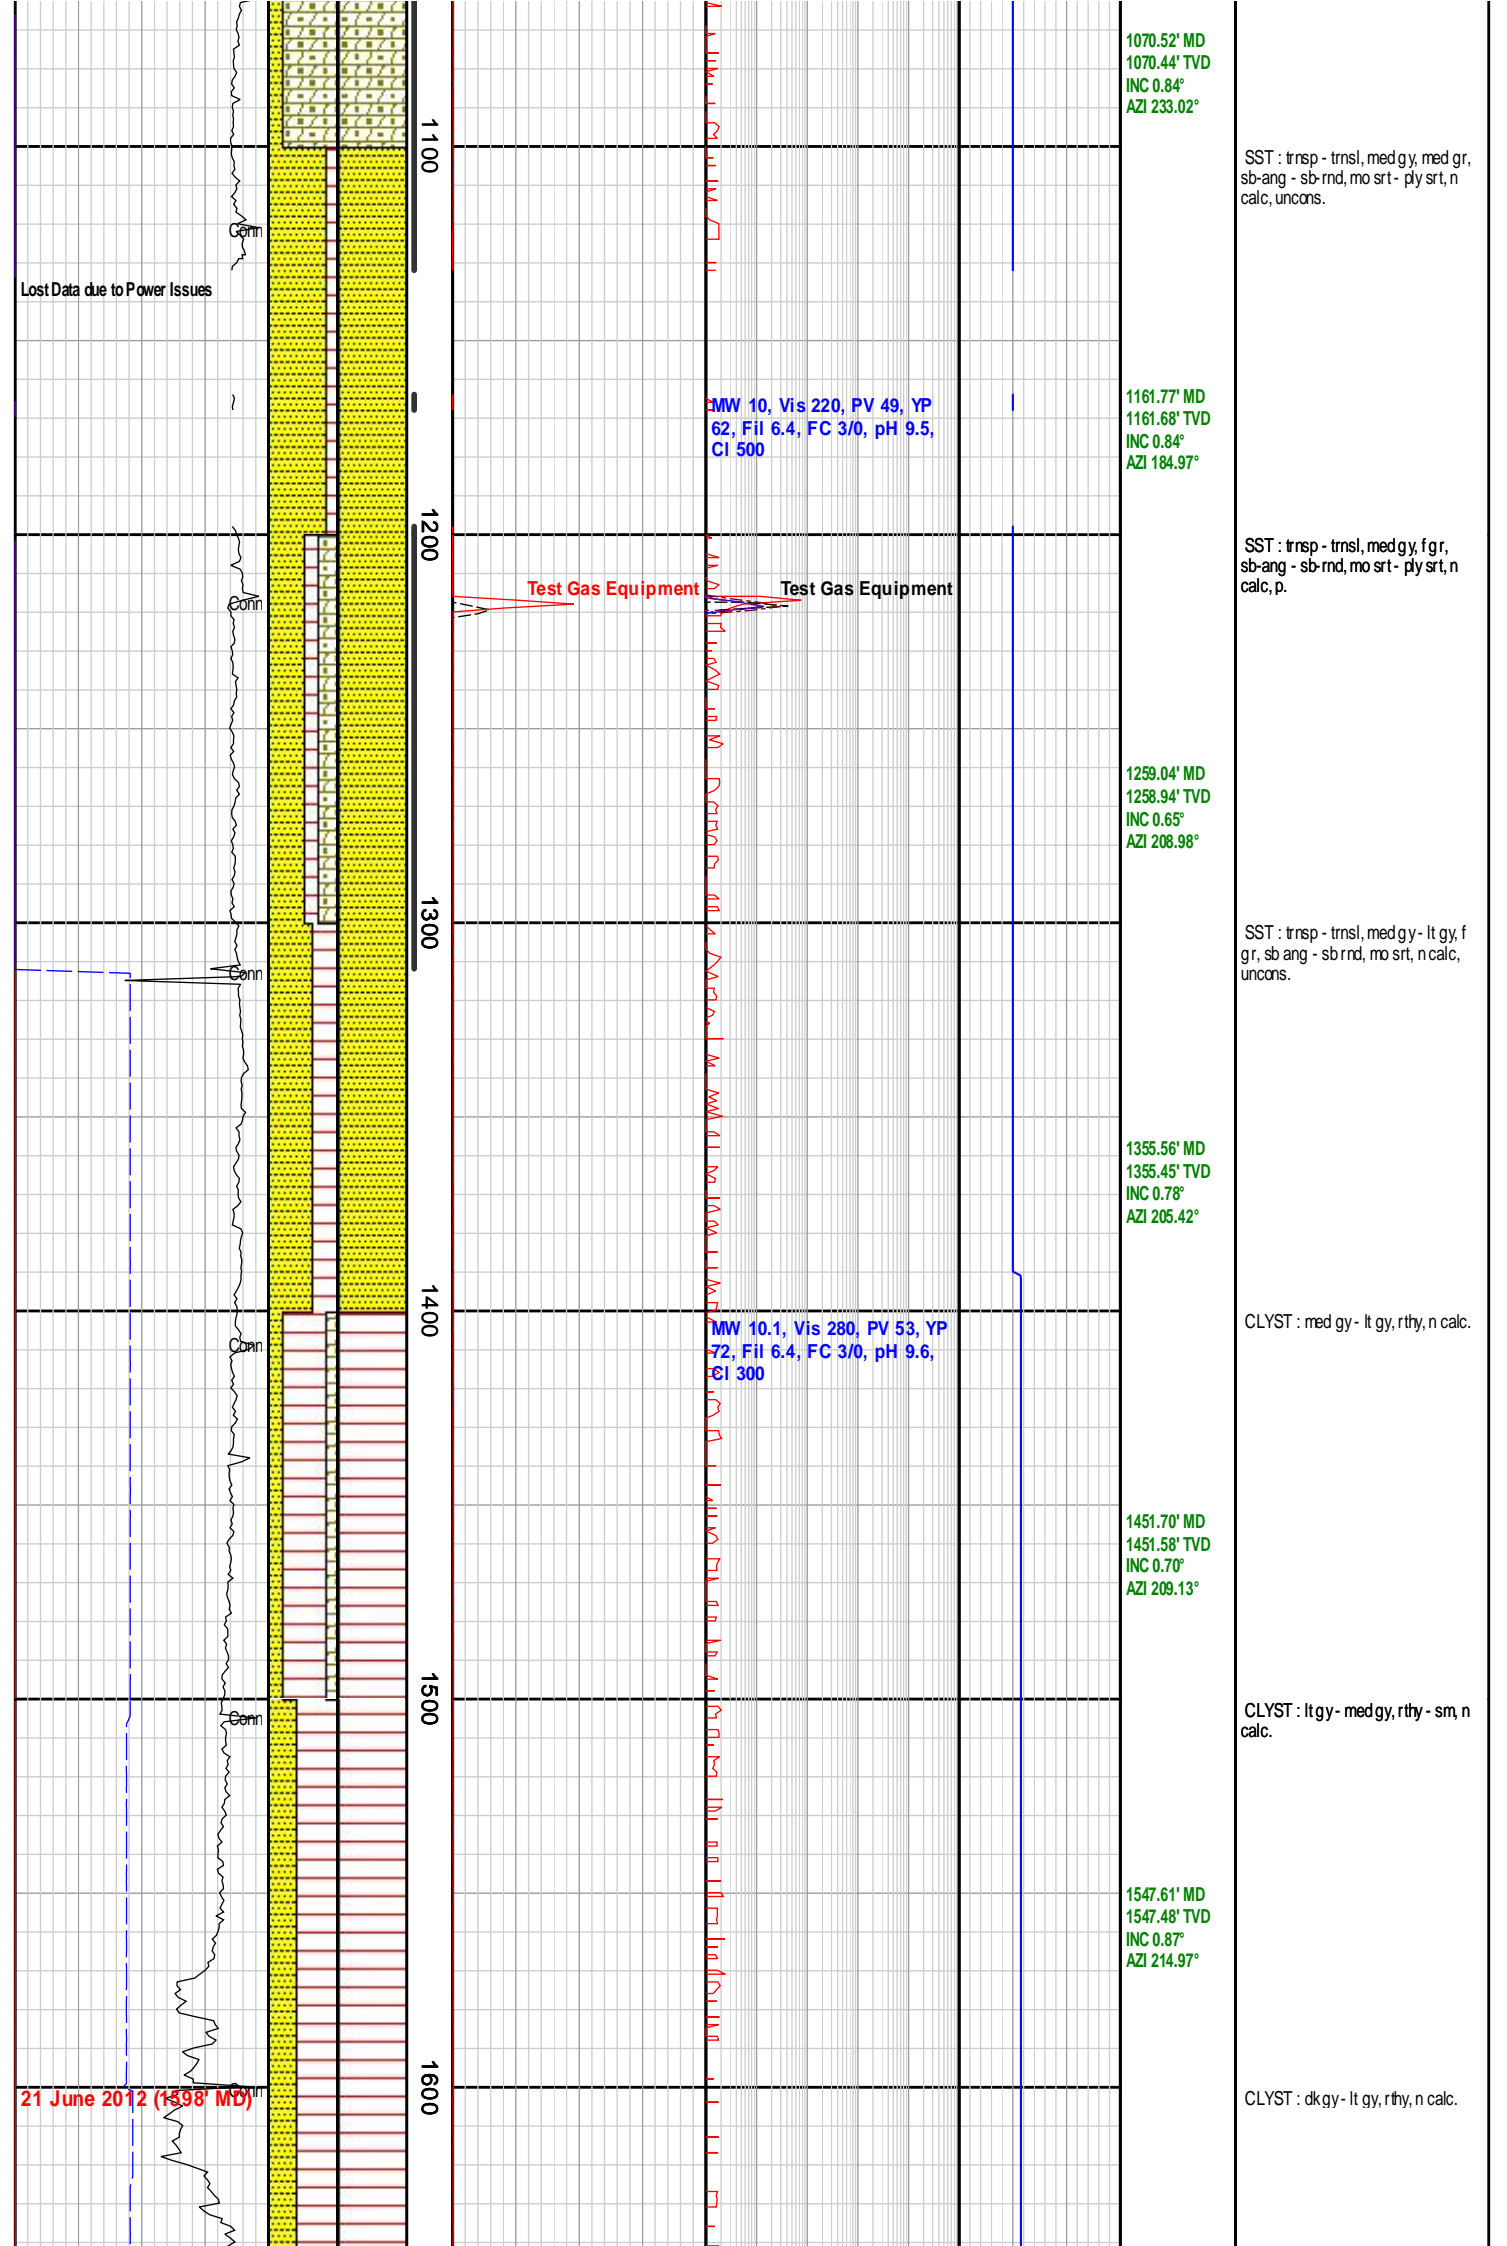 1070.52' MD
1070.44' TVD
INC 0.84°
AZI 233.02°
1100
SST : trnsp - trnsl, med gy, med gr,
sb-ang - sb-rnd, mo srt - ply srt, n
calc, uncons.
Conn
Lost Data due to Power Issues
1161.77' MD
1161.68' TVD
INC 0.84°
AZI 184.97°
MW 10, Vis 220, PV 49, YP
62, Fil 6.4, FC 3/0, pH 9.5,
Cl 500
1200
SST : trnsp - trnsl, med gy, f gr,
sb-ang - sb-rnd, mo srt - ply srt, n
calc, p.
Test Gas Equipment
Test Gas Equipment
Conn
1259.04' MD
1258.94' TVD
INC 0.65°
AZI 208.98°
1300
SST : trnsp - trnsl, med gy - lt gy, f
gr, sb ang - sb rnd, mo srt, n calc,
uncons.
Conn
1355.56' MD
1355.45' TVD
INC 0.78°
AZI 205.42°
1400
CLYST : med gy - lt gy, rthy, n calc.
MW 10.1, Vis 280, PV 53, YP
72, Fil 6.4, FC 3/0, pH 9.6,
Cl 300
Conn
1451.70' MD
1451.58' TVD
INC 0.70°
AZI 209.13°
1500
CLYST : lt gy - med gy, rthy - sm, n
calc.
Conn
1547.61' MD
1547.48' TVD
INC 0.87°
AZI 214.97°
1600
Conn
21 June 2012 (1598' MD)
CLYST : dk gy - lt gy, rthy, n calc.